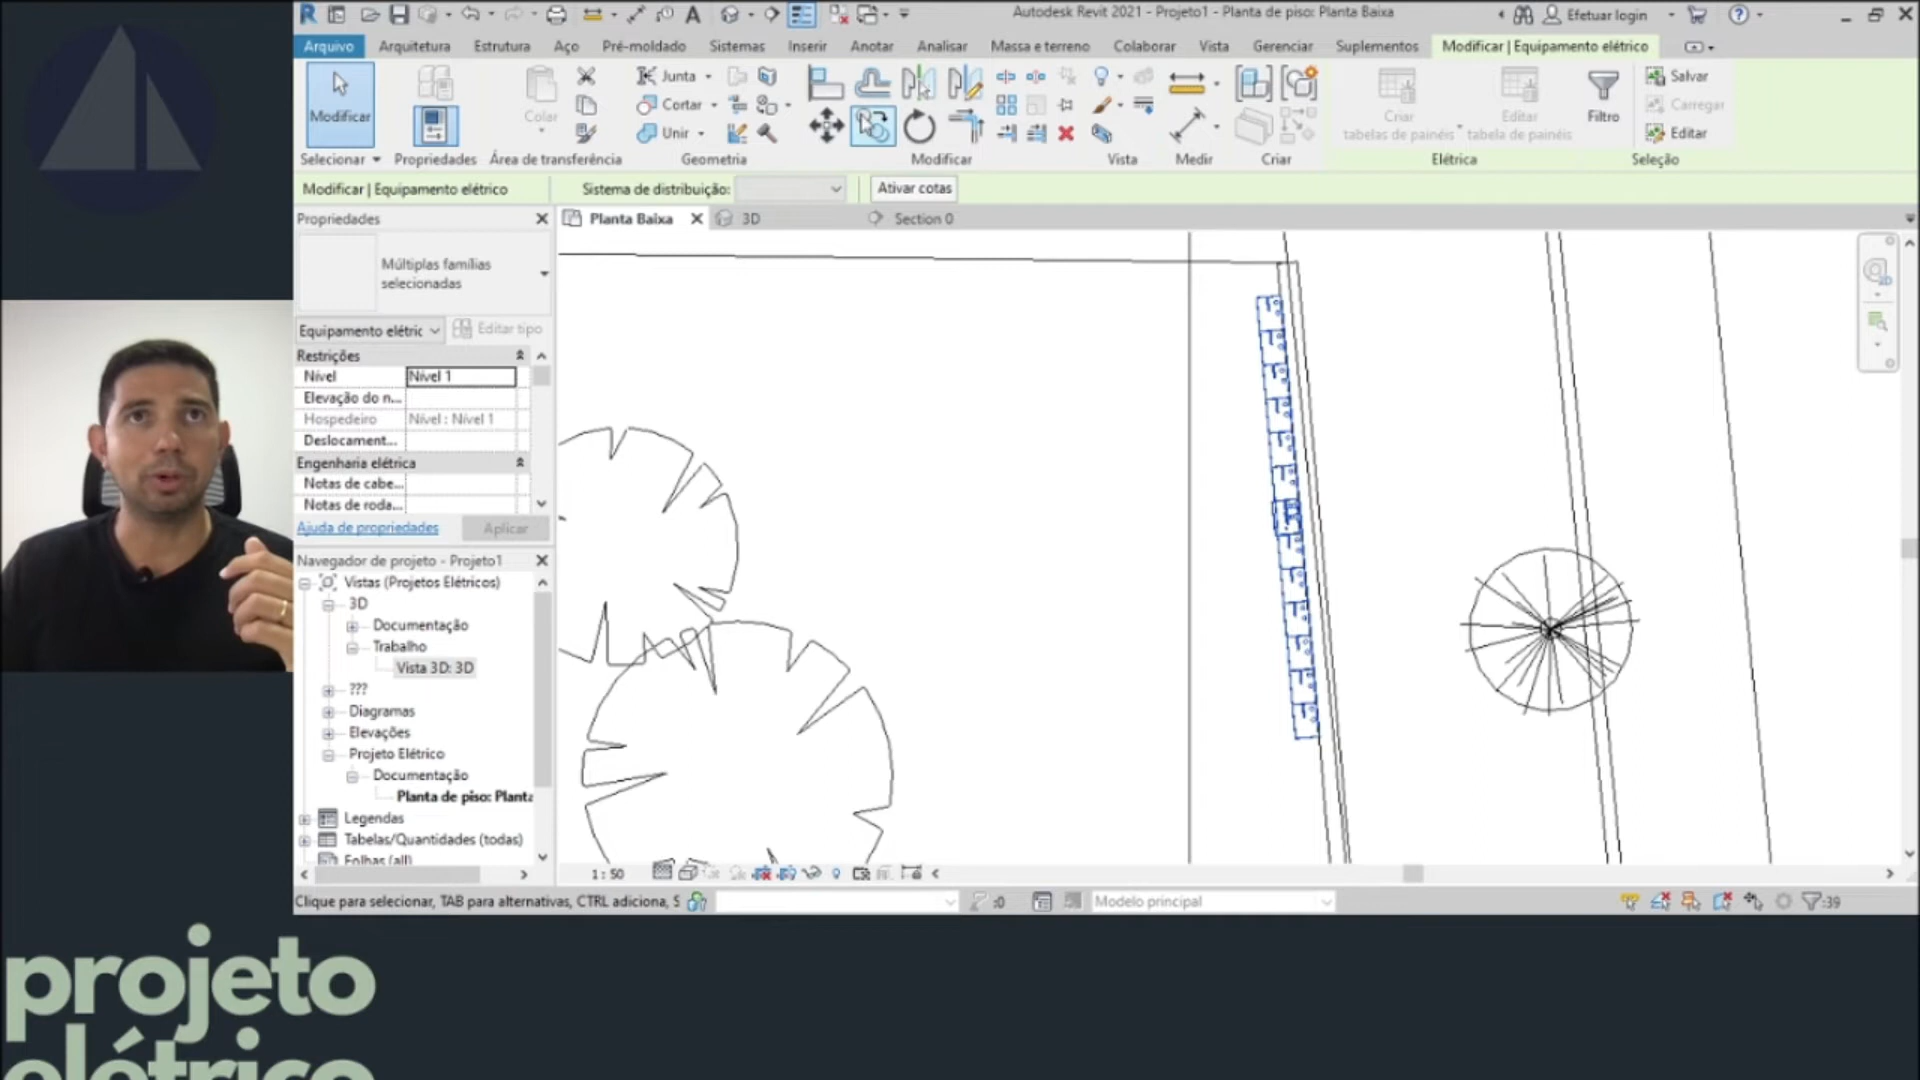 Autodesk Revit 2021 - Projeto1 - Planta de piso: Planta Baixa
Efetuar login
Arquivo Arquitetura Estrutura Aço Pré-moldado Sistemas Inserir Anotar Analisar Massa e terreno Colaborar Vista Gerenciar Suplementos Modificar | Equipamento elétrico
Modificar
Colar
Junta
Cortar
Unir
Criar
tabelas de painéis
Editar
tabela de painéis
Filtro
Salvar
Carregar
Editar
Selecionar Propriedades Área de transferência Geometria Modificar Vista Medir Criar Elétrica Seleção
Modificar | Equipamento elétrico Sistema de distribuição: Ativar cotas
Propriedades
Planta Baixa 3D Section 0
Múltiplas famílias
selecionadas
Equipamento elétric Editar tipo
Restrições
Nível Nível 1
Elevação do n...
Hospedeiro Nível : Nível 1
Deslocament...
Engenharia elétrica
Notas de cabe...
Notas de roda...
Ajuda de propriedades Aplicar
Navegador de projeto - Projeto1
Vistas (Projetos Elétricos)
3D
Documentação
Trabalho
Vista 3D: 3D
???
Diagramas
Elevações
Projeto Elétrico
Documentação
Planta de piso: Planta
Legendas
Tabelas/Quantidades (todas)
Folhas (all)
1 : 50
Clique para selecionar, TAB para alternativas, CTRL adiciona, S
:0
Modelo principal
:39
projeto
elétrico